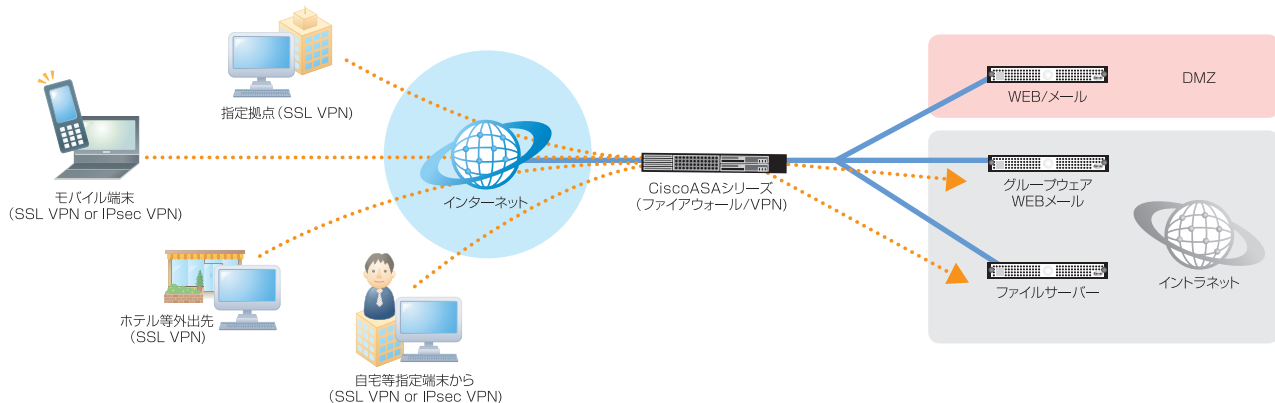 指定拠点(SSL VPN)
モバイル端末
(SSL VPN or IPsec VPN)
ホテル等外出先
(SSL VPN)
自宅等指定端末から
(SSL VPN or IPsec VPN)
インターネット
CiscoASAシリーズ
(ファイアウォール/VPN)
WEB/メール
DMZ
グループウェア
WEBメール
ファイルサーバー
イントラネット